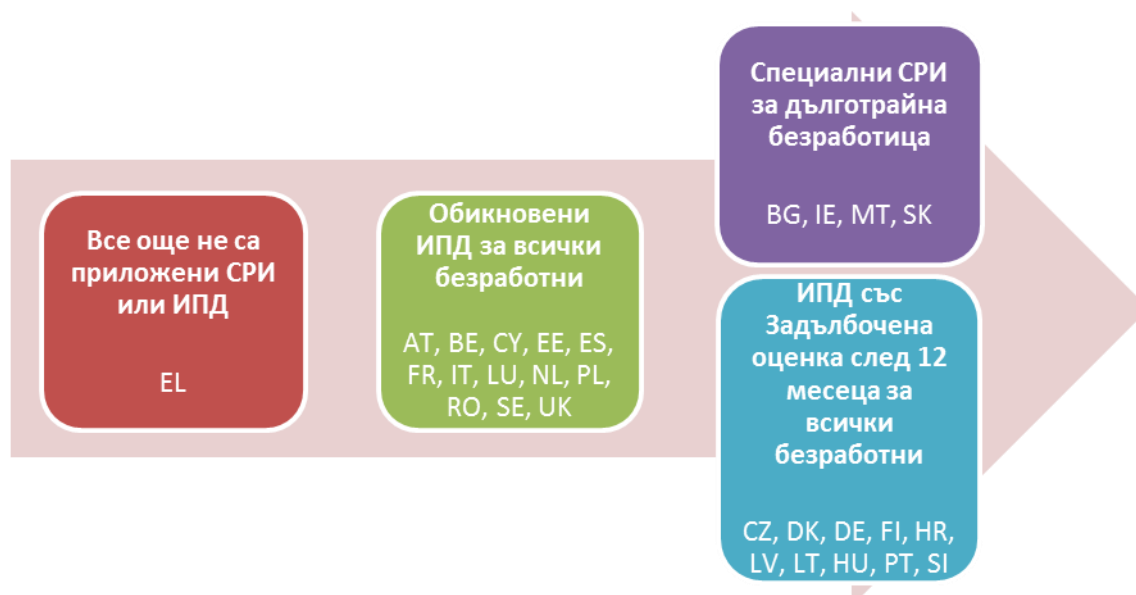 Все още не са
приложени СРИ
или ИПД
EL
Обикновени
ИПД за всички
безработни
AT, BE, CY, EE, ES,
FR, IT, LU, NL, PL,
RO, SE, UK
Специални СРИ
за дълготрайна
безработица
BG, IE, MT, SK
ИПД със
Задълбочена
оценка след 12
месеца за
всички
безработни
CZ, DK, DE, FI, HR,
LV, LT, HU, PT, SI